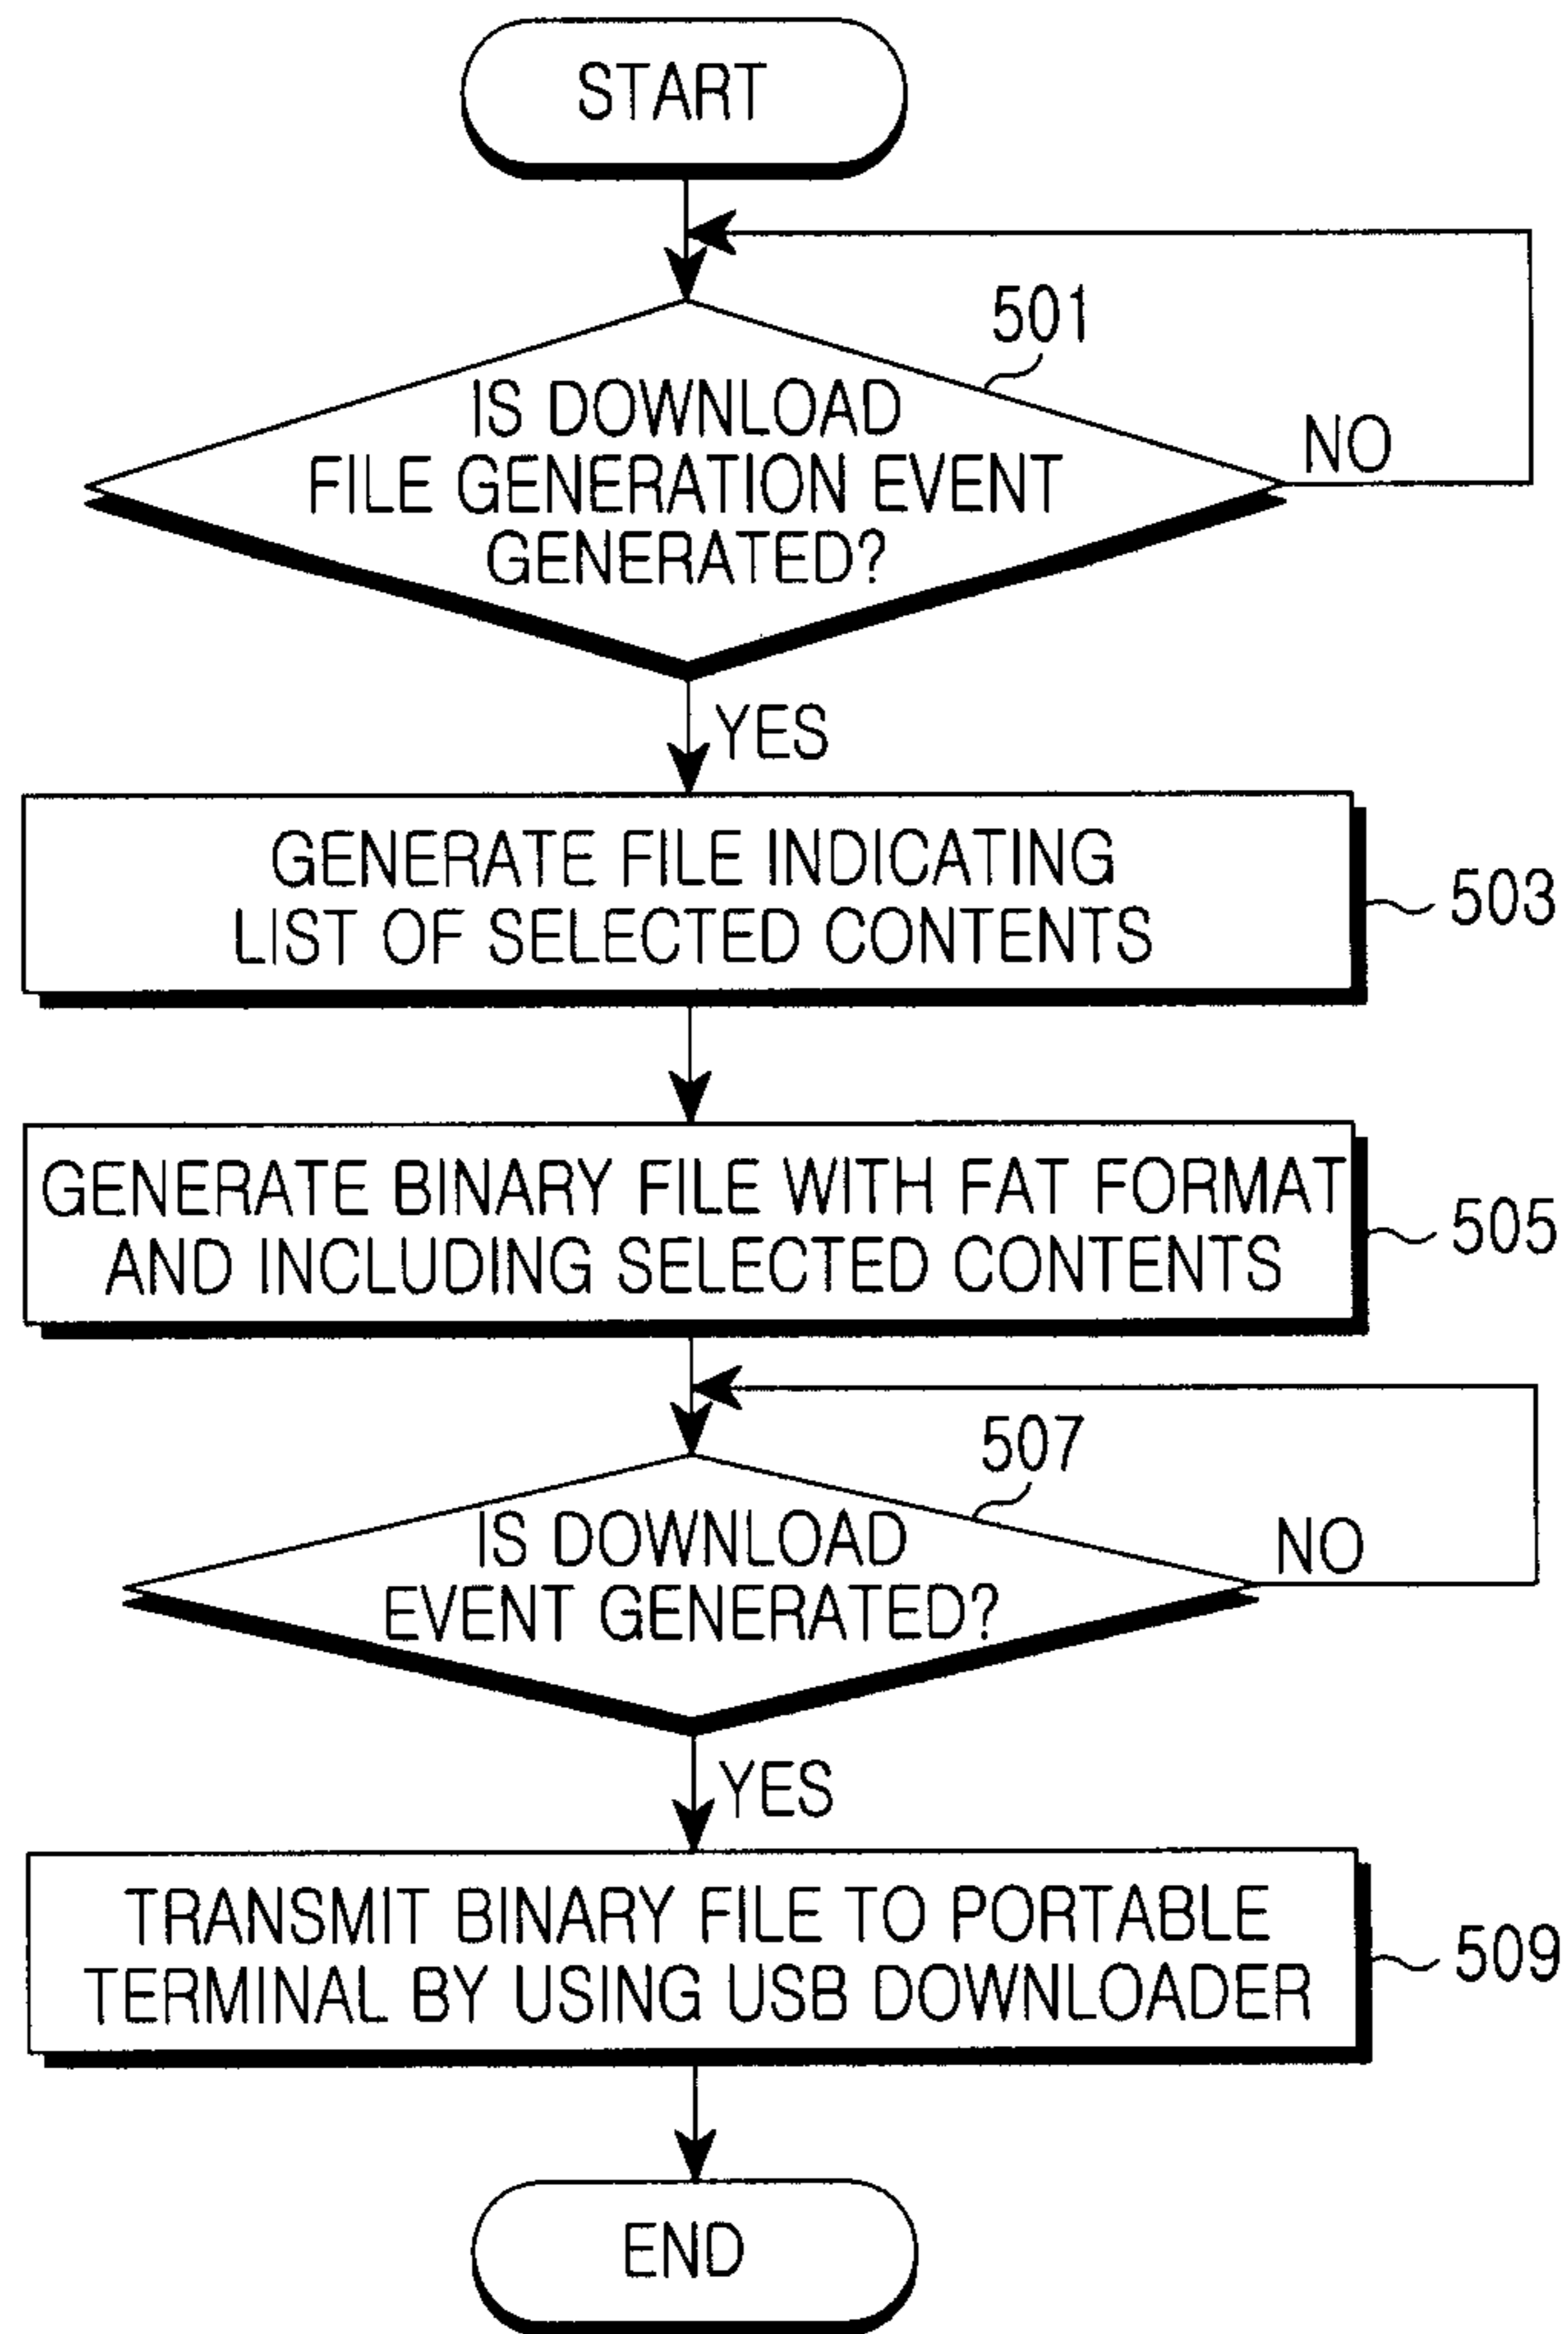 START
501
IS DOWNLOAD
FILE GENERATION EVENT
GENERATED?
NO
YES
GENERATE FILE INDICATING
LIST OF SELECTED CONTENTS
503
GENERATE BINARY FILE WITH FAT FORMAT
AND INCLUDING SELECTED CONTENTS
505
507
IS DOWNLOAD
EVENT GENERATED?
NO
YES
TRANSMIT BINARY FILE TO PORTABLE
TERMINAL BY USING USB DOWNLOADER
509
END